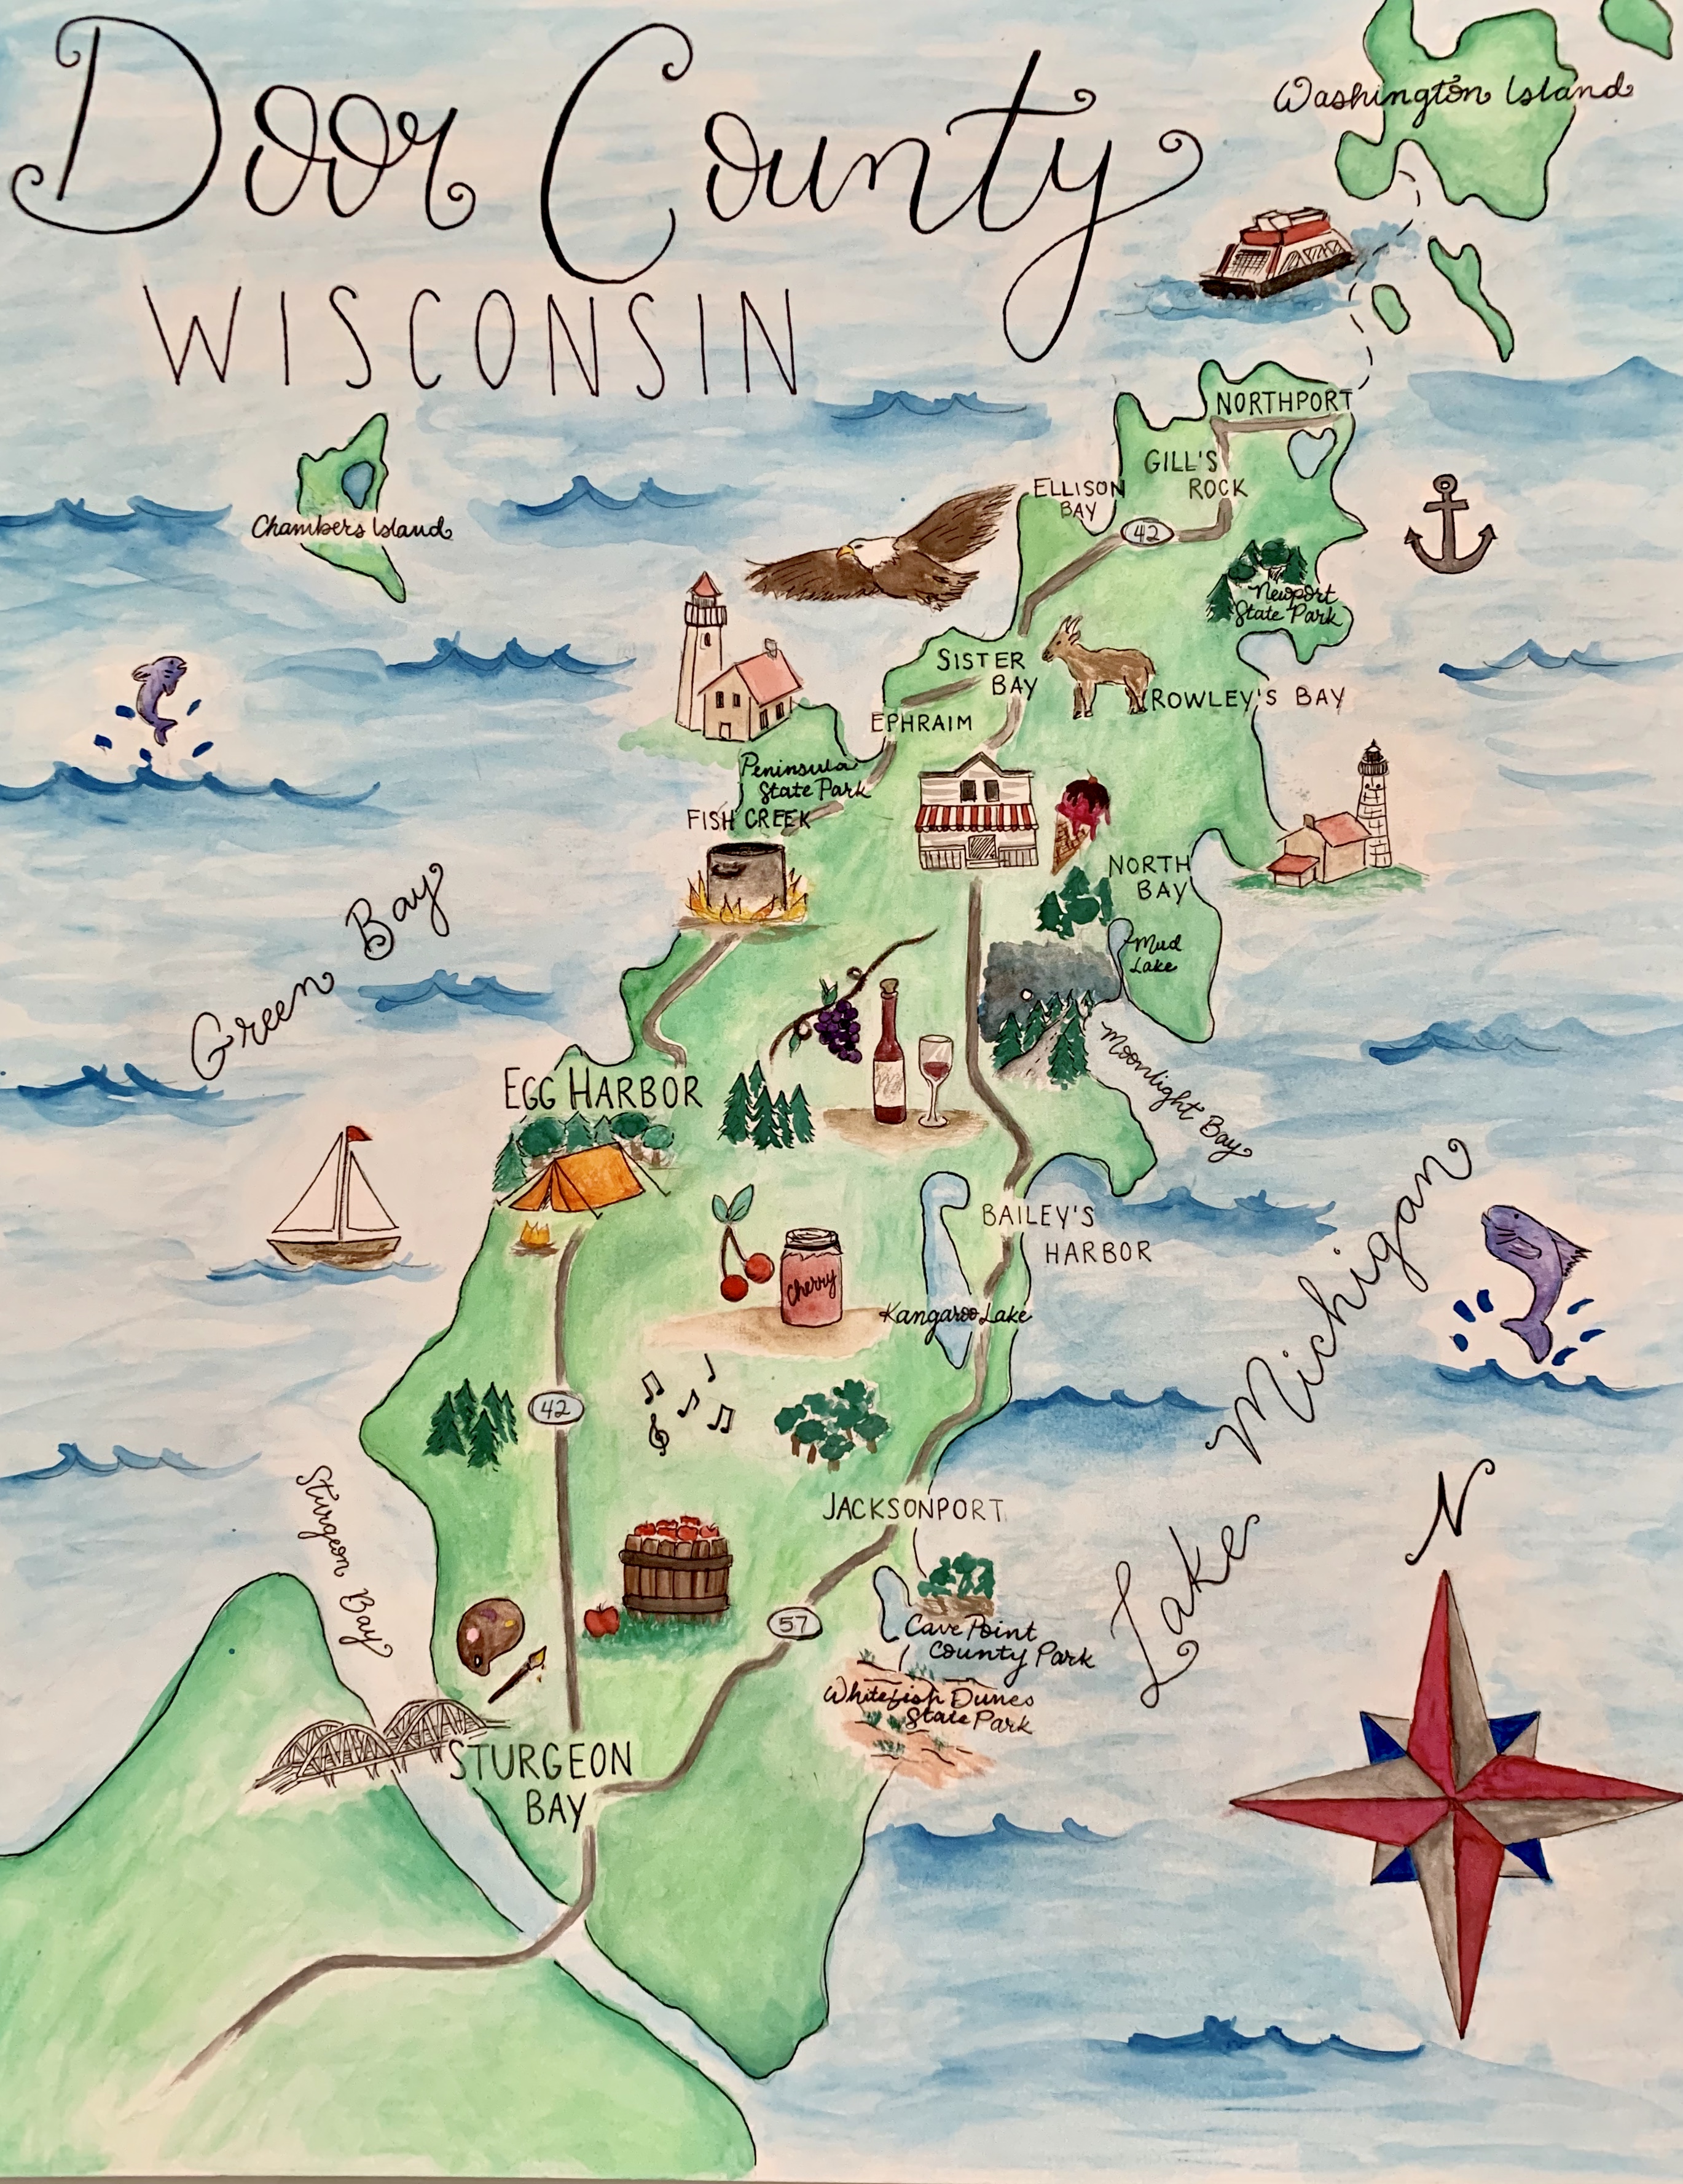 Door County
WISCONSIN
Washington Island
NORTHPORT
GILL'S
ROCK
ELLISON
BAY
42
Chambers Island
Newport
State Park
SISTER
BAY
ROWLEY'S BAY
EPHRAIM
Peninsula
State Park
FISH CREEK
NORTH
BAY
Mud
Lake
Green Bay
Moonlight Bay
EGG HARBOR
BAILEY'S
HARBOR
Cherry
Kangaroo Lake
Lake Michigan
42
Sturgeon Bay
JACKSONPORT
N
57
Cave Point
County Park
Whitefish Dunes
State Park
STURGEON
BAY